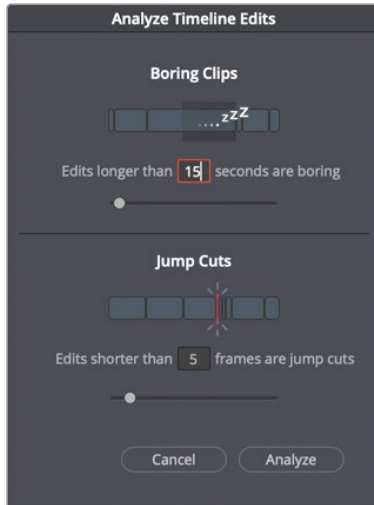 Analyze Timeline Edits
Boring Clips
....zzZ
Edits longer than 15 seconds are boring
Jump Cuts
Edits shorter than 5 frames are jump cuts
Cancel Analyze